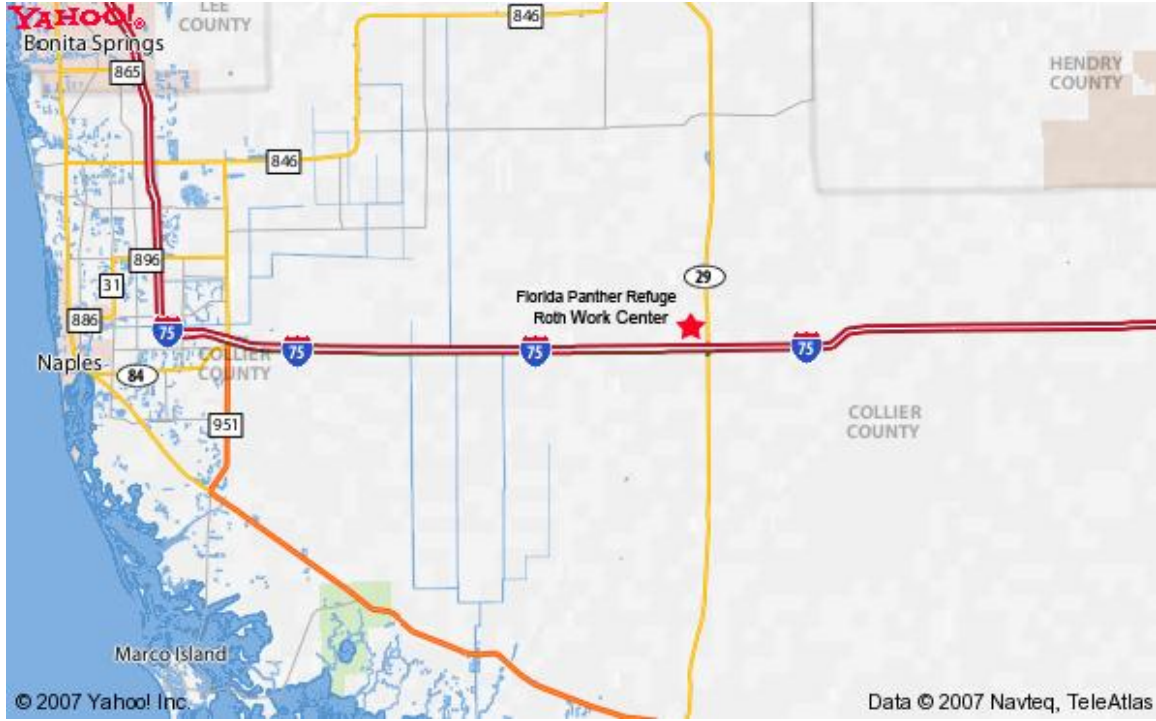 YAHOO!®
LEE
COUNTY
846
Bonita Springs
865
HENDRY
COUNTY
846
896
29
31
Florida Panther Refuge
Roth Work Center
886
75
75
75
75
Naples
COLLIER
COUNTY
84
951
COLLIER
COUNTY
Marco Island
© 2007 Yahoo! Inc.
Data © 2007 Navteq, TeleAtlas